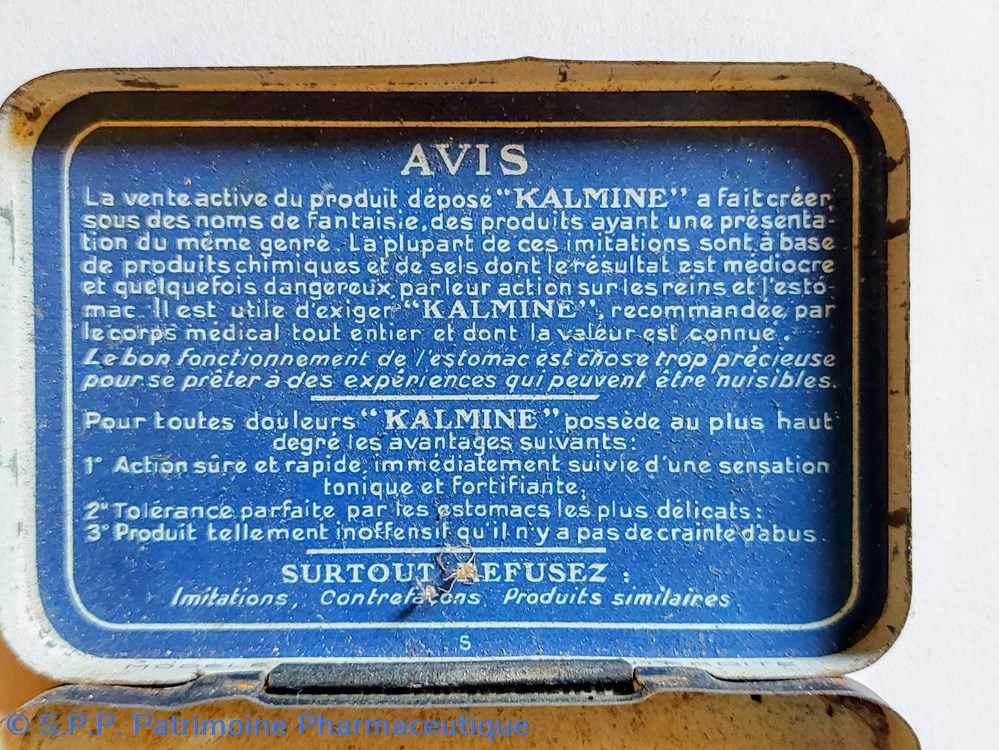 AVIS
La vente active du produit déposé "KALMINE" a fait créer,
sous des noms de fantaisie, des produits ayant une présenta-
tion du même genre. La plupart de ces imitations sont à base
de produits chimiques et de sels dont le résultat est médiocre
et quelquefois dangereux par leur action sur les reins et l'esto-
mac. Il est utile d'exiger "KALMINE", recommandée par
le corps médical tout entier et dont la valeur est connue.
Le bon fonctionnement de l'estomac est chose trop précieuse
pour se prêter à des expériences qui peuvent être nuisibles.
Pour toutes douleurs "KALMINE" possède au plus haut
degré les avantages suivants:
1° Action sûre et rapide, immédiatement suivie d'une sensation
tonique et fortifiante.
2° Tolérance parfaite par les estomacs les plus délicats:
3° Produit tellement inoffensif qu'il n'y a pas de crainte d'abus.
SURTOUT REFUSEZ :
Imitations, Contrefaçons Produits similaires
S
© S.P.P. Patrimoine Pharmaceutique